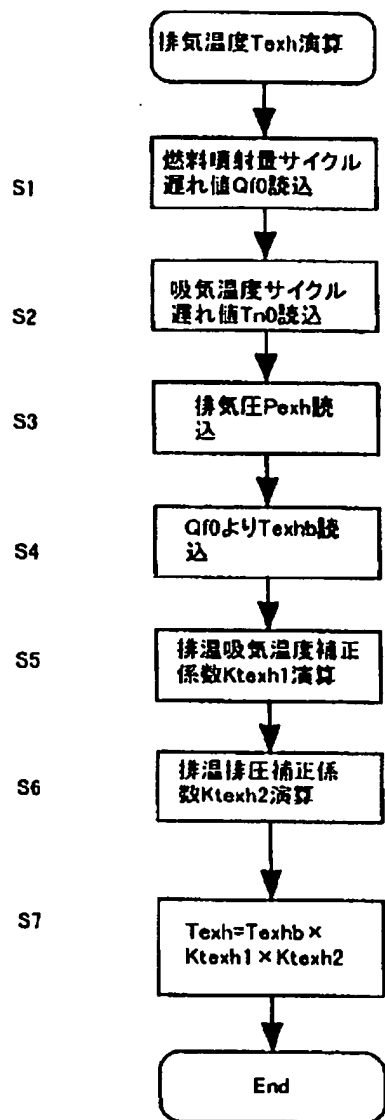 排気温度Texh演算
S1
燃料噴射量サイクル
遅れ値Qf0読込
S2
吸気温度サイクル
遅れ値Tn0読込
S3
排気圧Pexh読
込
S4
Qf0よりTexhb読
込
S5
排温吸気温度補正
係数Ktexh1演算
S6
排温排圧補正係
数Ktexh2演算
S7
Texh=Texhb×
Ktexh1×Ktexh2
End